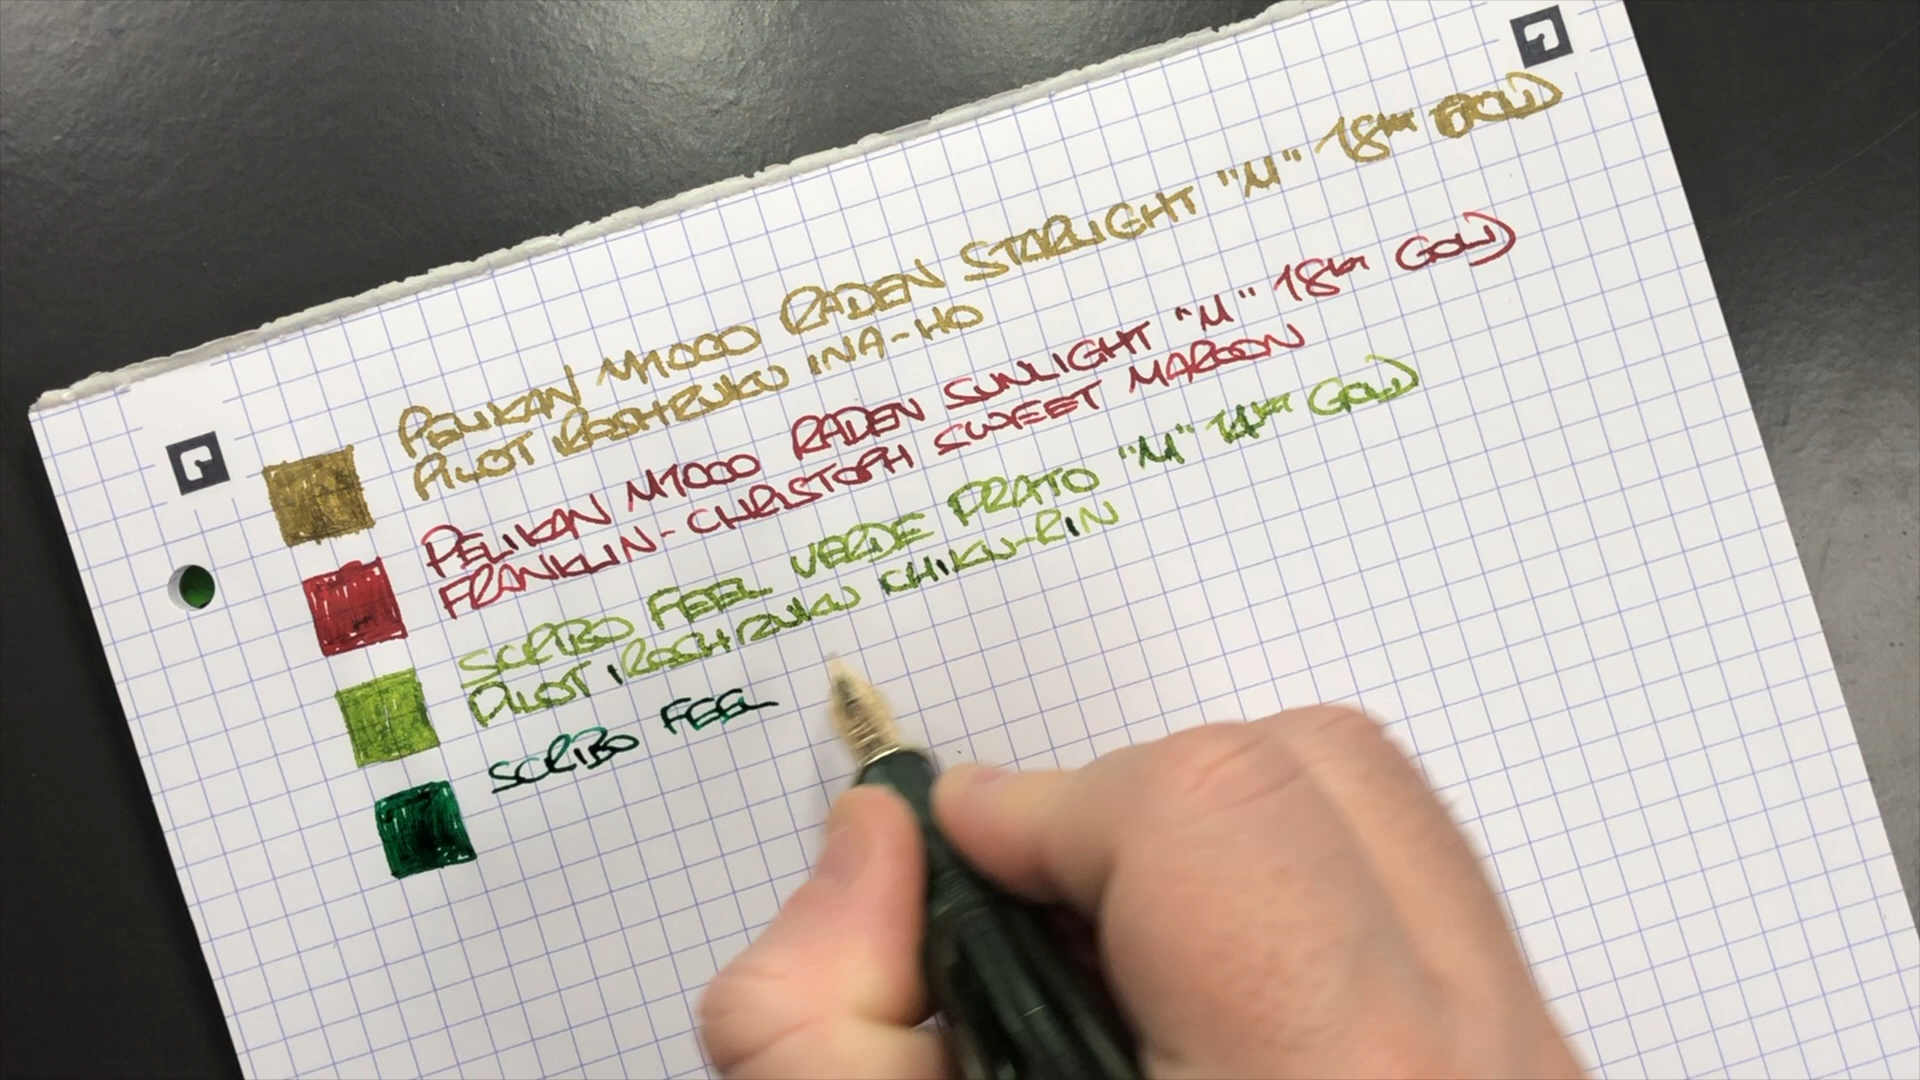 PELIKAN M1000 RADEN STARLIGHT "M" 18kt GOLD
PILOT IROSHIZUKU INA-HO
PELIKAN M1000 RADEN SUNLIGHT "M" 18kt GOLD
FRANKLIN-CHRISTOPH SWEET MAROON
SCRIBO FEEL VERDE PRATO "M" 14kt GOLD
PILOT IROSHIZUKU CHIKU-RIN
SCRIBO FEEL